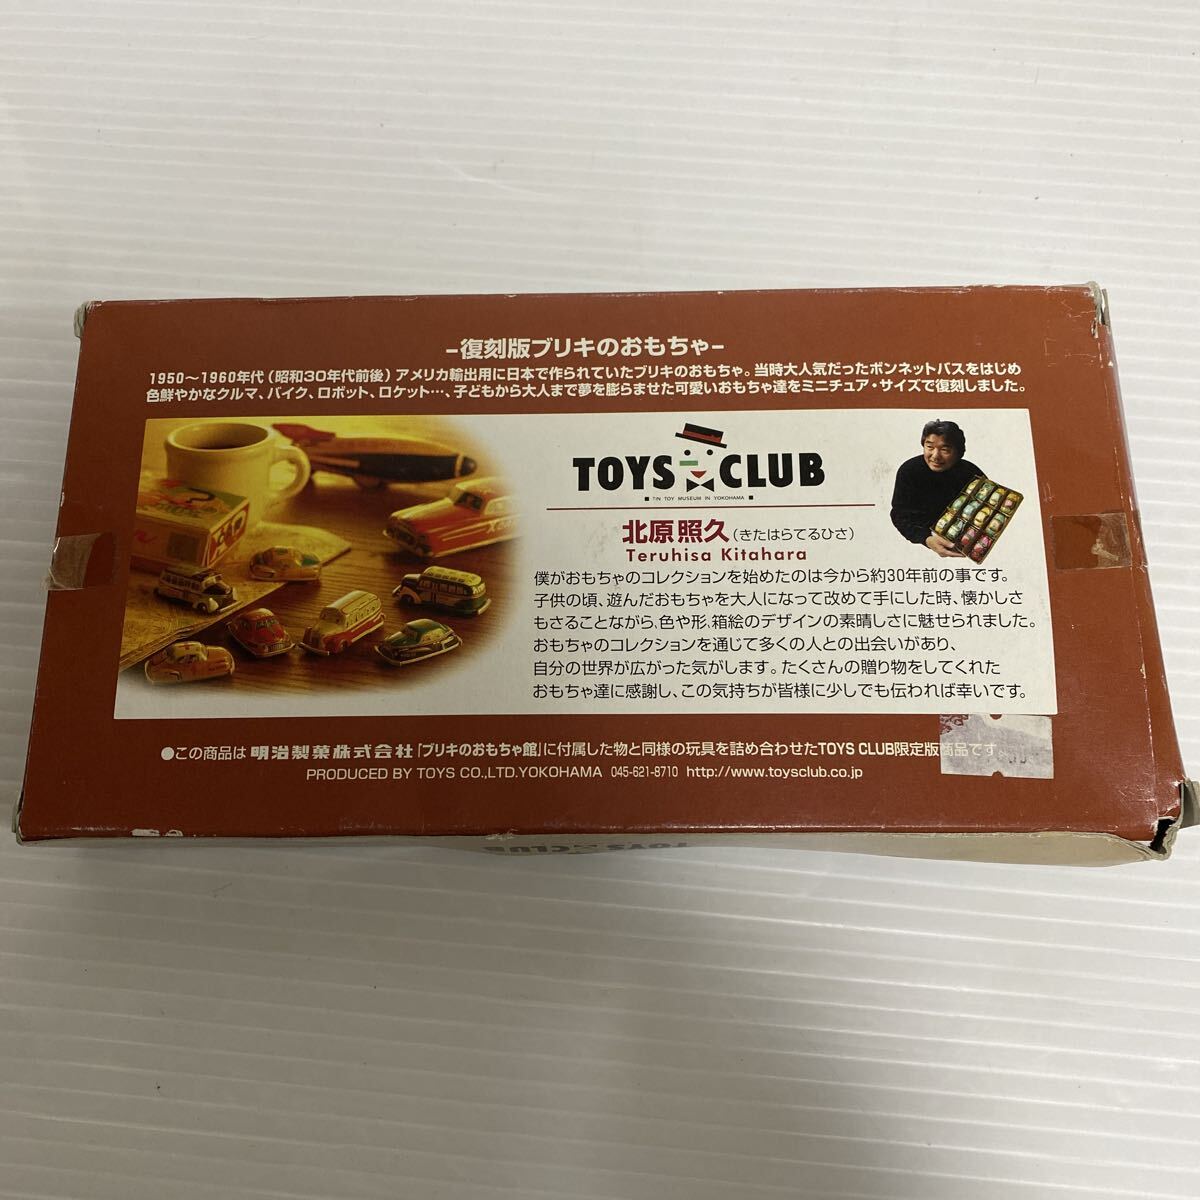 -復刻版ブリキのおもちゃ-
1950〜1960年代（昭和30年代前後）アメリカ輸出用に日本で作られていたブリキのおもちゃ。当時大人気だったボンネットバスをはじめ
色鮮やかなクルマ、バイク、ロボット、ロケット…、子どもから大人まで夢を膨らませた可愛いおもちゃ達をミニチュア・サイズで復刻しました。
TOYS CLUB
■ TIN TOY MUSEUM IN YOKOHAMA ■
北原照久（きたはらてるひさ）
Teruhisa Kitahara
僕がおもちゃのコレクションを始めたのは今から約30年前の事です。
子供の頃、遊んだおもちゃを大人になって改めて手にした時、懐かしさ
もさることながら、色や形、箱絵のデザインの素晴しさに魅せられました。
おもちゃのコレクションを通じて多くの人との出会いがあり、
自分の世界が広がった気がします。たくさんの贈り物をしてくれた
おもちゃ達に感謝し、この気持ちが皆様に少しでも伝われば幸いです。
●この商品は 明治製菓株式会社「ブリキのおもちゃ館」に付属した物と同様の玩具を詰め合わせたTOYS CLUB限定版商品です。
PRODUCED BY TOYS CO.,LTD.YOKOHAMA 045-621-8710 http://www.toysclub.co.jp
TOYS CLUB